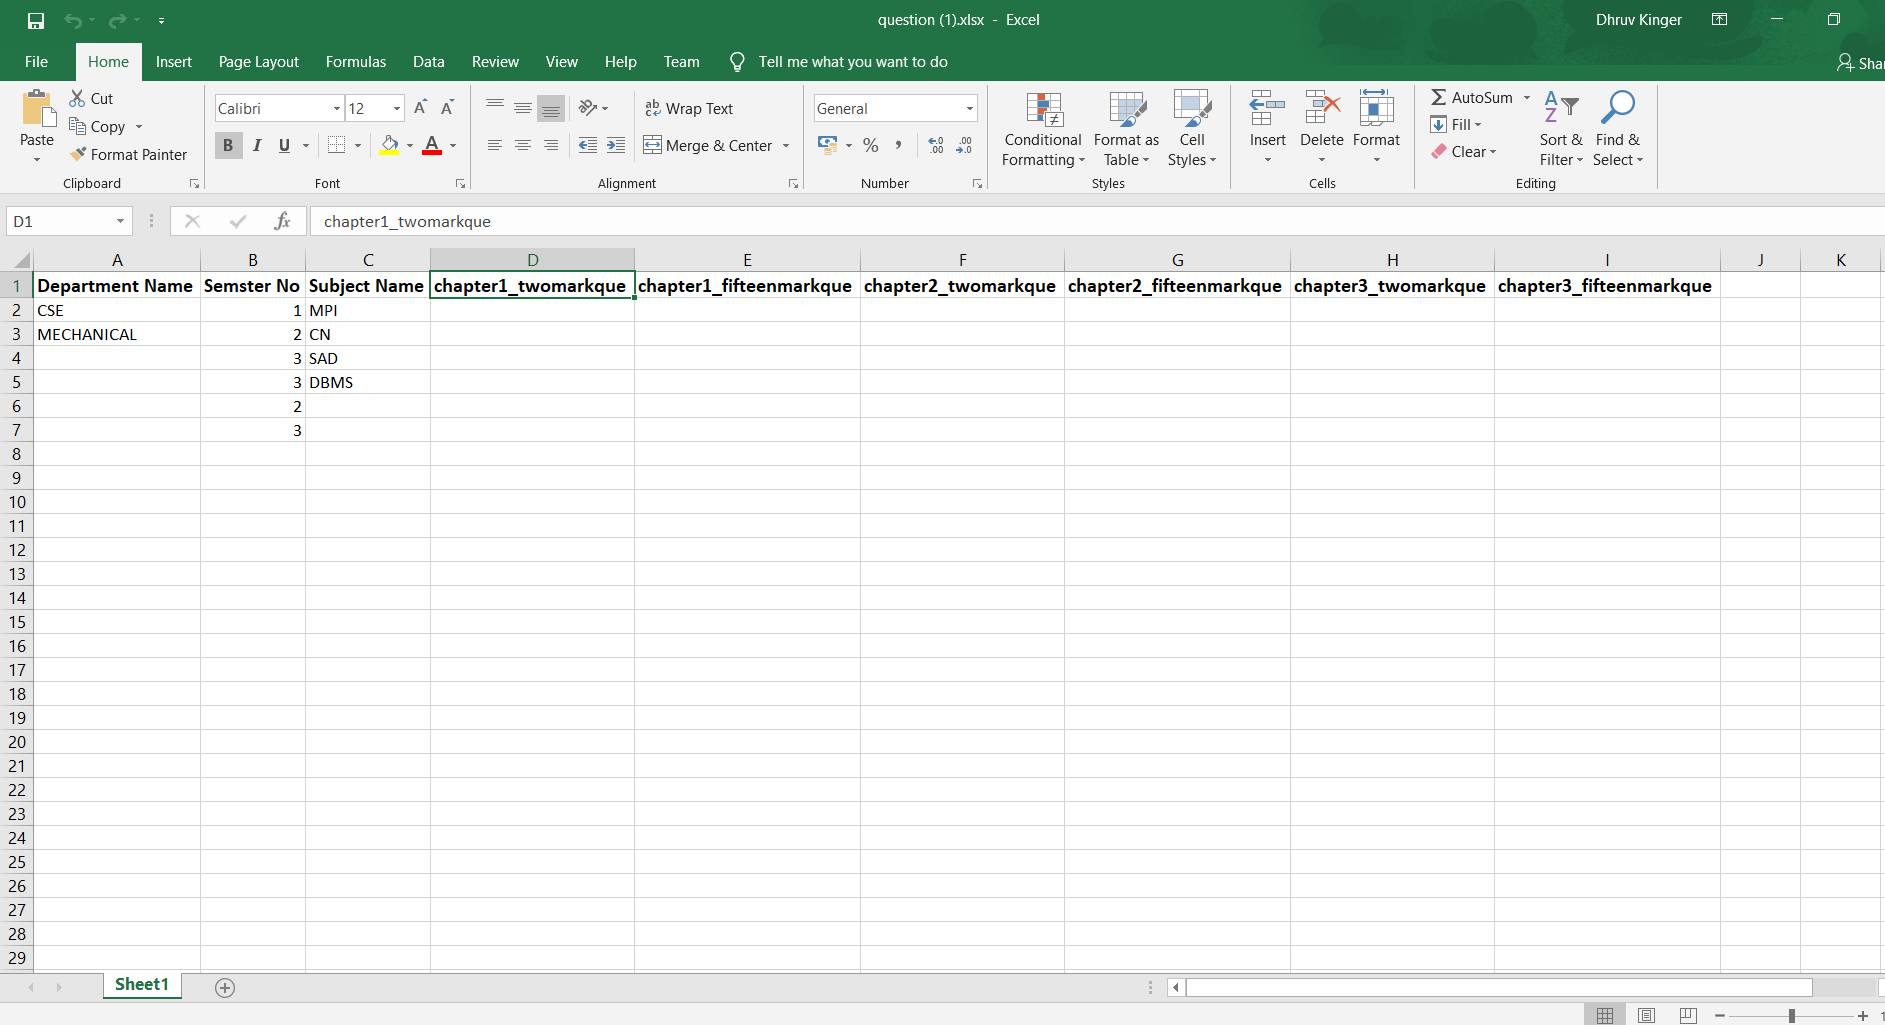 question (1).xlsx - Excel
Dhruv Kinger
File Home Insert Page Layout Formulas Data Review View Help Team Tell me what you want to do
Cut
Copy
Format Painter
Paste
Clipboard
Calibri 12 A A
B I U A
Font
Wrap Text
Merge & Center
Alignment
General
% , .0 .00 .00 .0
Number
Conditional Formatting
Format as Table
Cell Styles
Styles
Insert Delete Format
Cells
AutoSum
Fill
Clear
Sort & Filter
Find & Select
Editing
D1 fx chapter1_twomarkque
A B C D E F G H I J K
1 Department Name Semster No Subject Name chapter1_twomarkque chapter1_fifteenmarkque chapter2_twomarkque chapter2_fifteenmarkque chapter3_twomarkque chapter3_fifteenmarkque
2 CSE 1 MPI
3 MECHANICAL 2 CN
4 3 SAD
5 3 DBMS
6 2
7 3
8
9
10
11
12
13
14
15
16
17
18
19
20
21
22
23
24
25
26
27
28
29
Sheet1